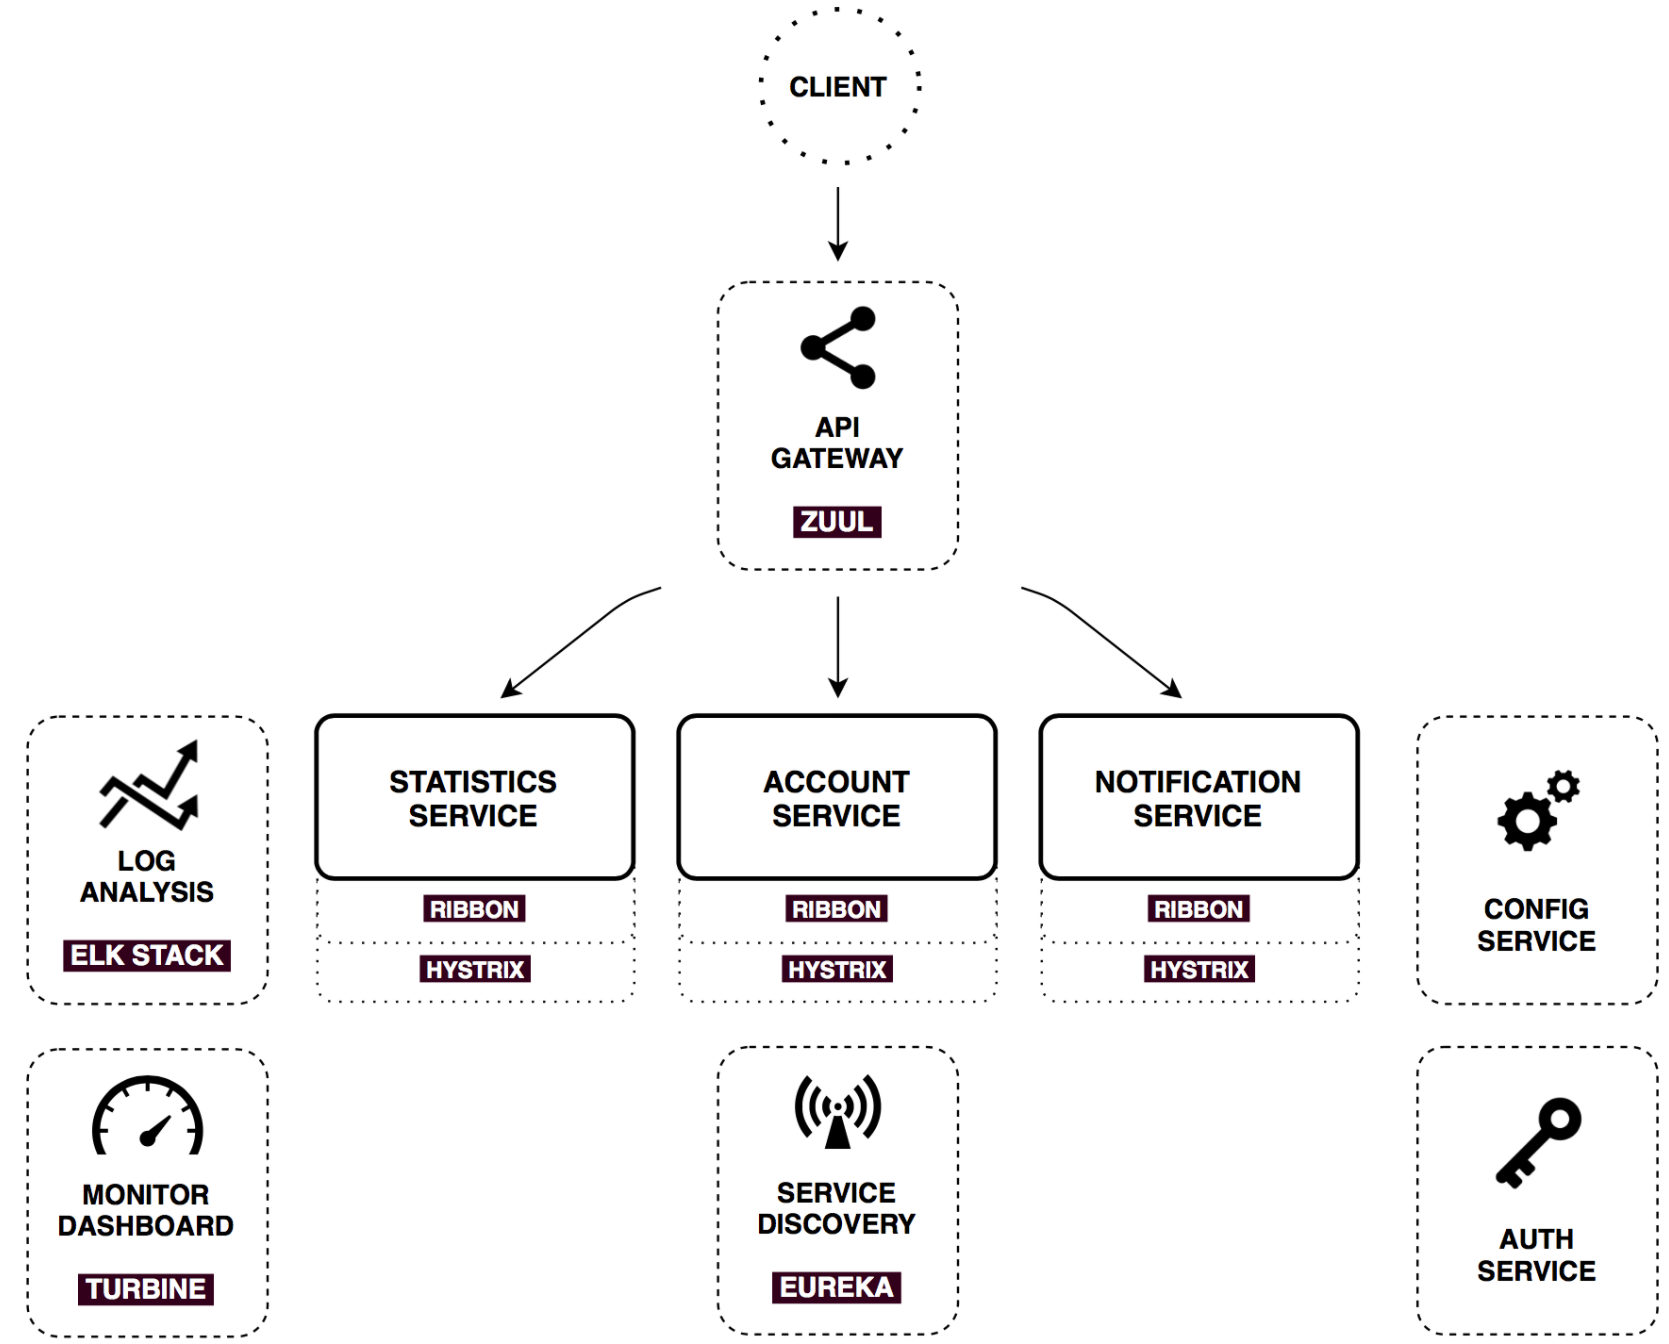 CLIENT
API
GATEWAY
ZUUL
LOG
ANALYSIS
ELK STACK
STATISTICS
SERVICE
RIBBON
HYSTRIX
ACCOUNT
SERVICE
RIBBON
HYSTRIX
NOTIFICATION
SERVICE
RIBBON
HYSTRIX
CONFIG
SERVICE
MONITOR
DASHBOARD
TURBINE
SERVICE
DISCOVERY
EUREKA
AUTH
SERVICE